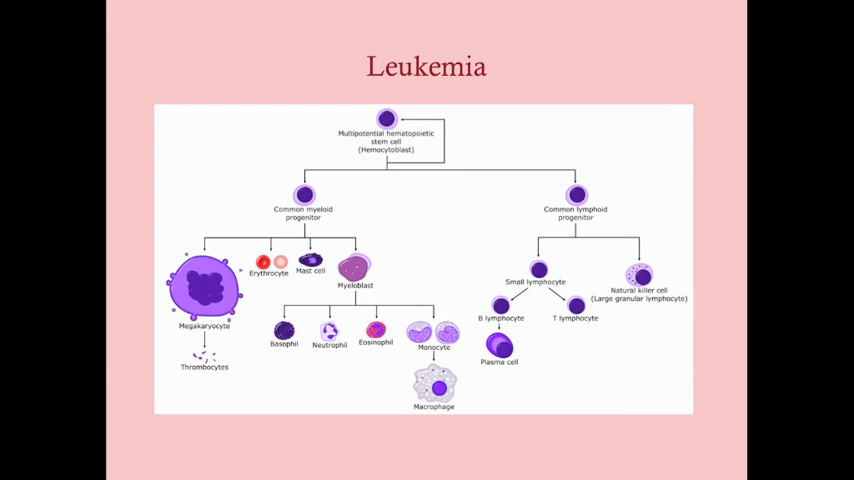 Leukemia
Multipotential hematopoietic
stem cell
(Hemocytoblast)
Common myeloid
progenitor
Common lymphoid
progenitor
Erythrocyte
Mast cell
Myeloblast
Small lymphocyte
Natural killer cell
(Large granular lymphocyte)
Megakaryocyte
Thrombocytes
Basophil
Neutrophil
Eosinophil
Monocyte
Macrophage
B lymphocyte
T lymphocyte
Plasma cell